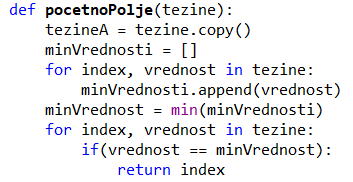 def pocetnoPolje(tezine):
    tezineA = tezine.copy()
    minVrednosti = []
    for index, vrednost in tezine:
        minVrednosti.append(vrednost)
    minVrednost = min(minVrednosti)
    for index, vrednost in tezine:
        if(vrednost == minVrednost):
            return index